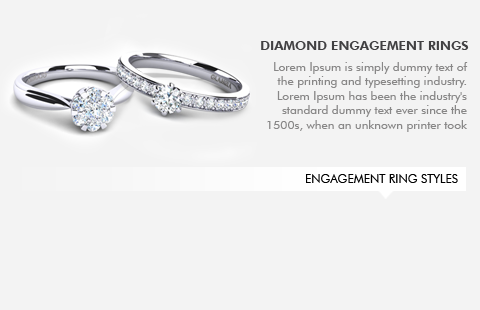 DIAMOND ENGAGEMENT RINGS
Lorem Ipsum is simply dummy text of
the printing and typesetting industry.
Lorem Ipsum has been the industry's
standard dummy text ever since the
1500s, when an unknown printer took
ENGAGEMENT RING STYLES